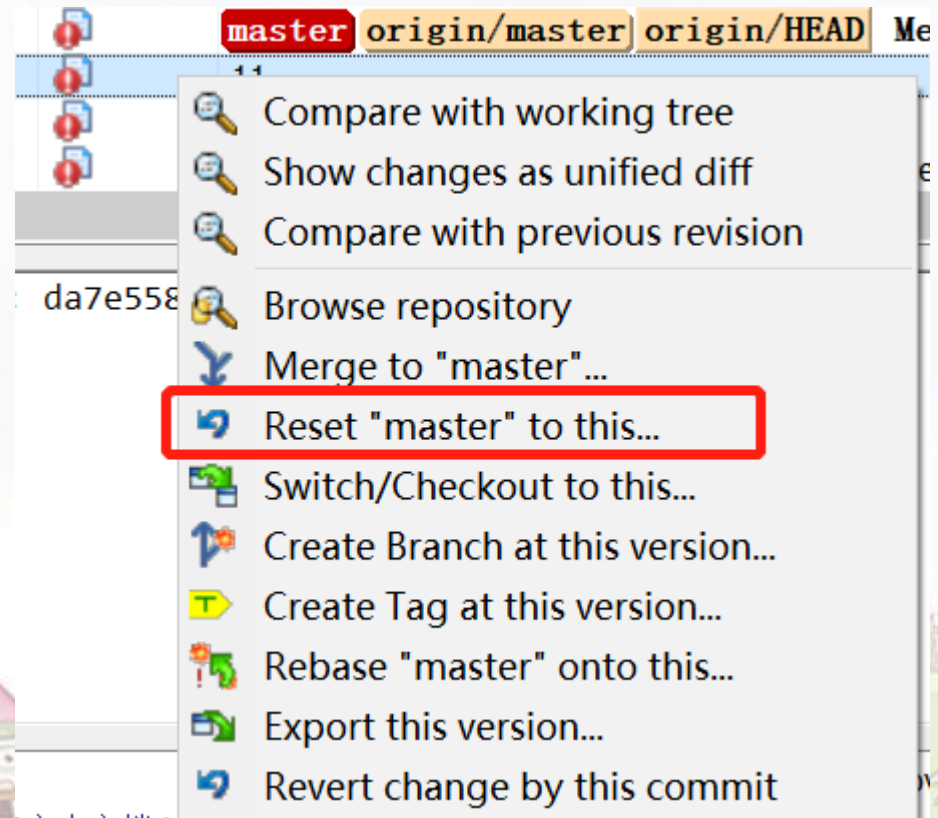 master origin/master origin/HEAD Me
11
Compare with working tree
Show changes as unified diff
Compare with previous revision
da7e558
Browse repository
Merge to "master"...
Reset "master" to this...
Switch/Checkout to this...
Create Branch at this version...
Create Tag at this version...
Rebase "master" onto this...
Export this version...
Revert change by this commit